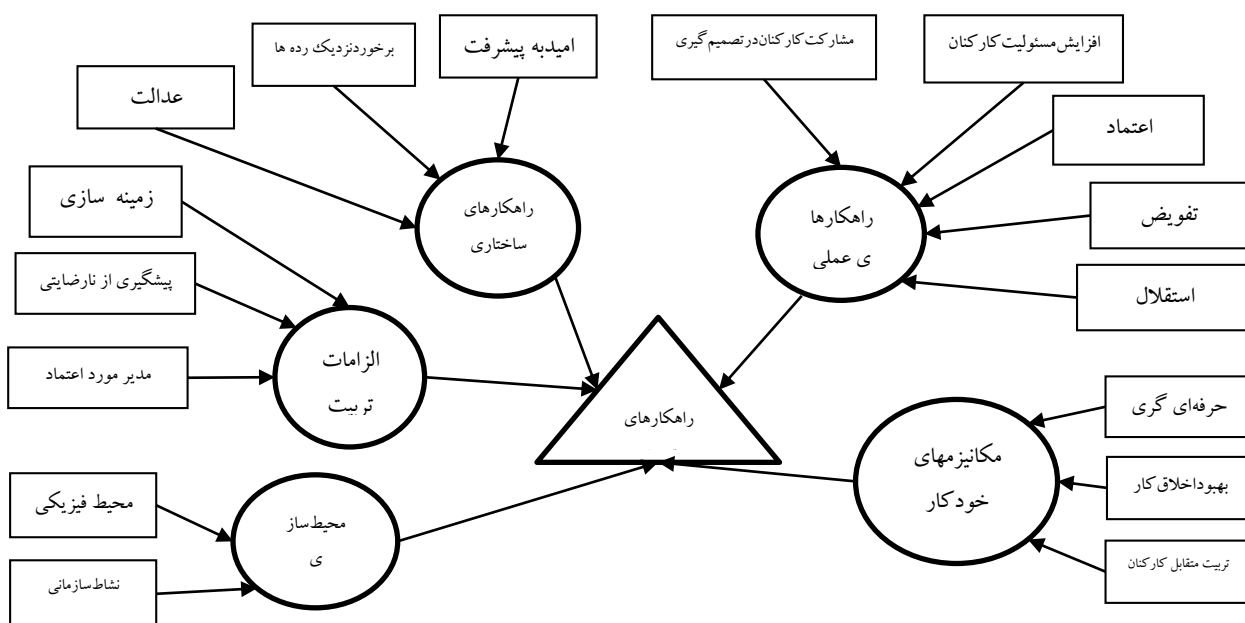 افزایش‌مسئولیت‌کارکنان
مشارکت‌کارکنان‌درتصمیم‌گیری
امیدبه پیشرفت
برخوردنزدیک رده ها
عدالت
اعتماد
زمینه سازی
راهکارهای
ساختاری
راهکارها
ی عملی
تفویض
پیشگیری از نارضایتی
استقلال
الزامات
تربیت
مدیر مورد اعتماد
راهکارهای
حرفه‌ای گری
مکانیزمهای
خودکار
بهبوداخلاق‌کار
محیط فیزیکی
محیط‌ساز
ی
تربیت متقابل کارکنان
نشاط‌سازمانی